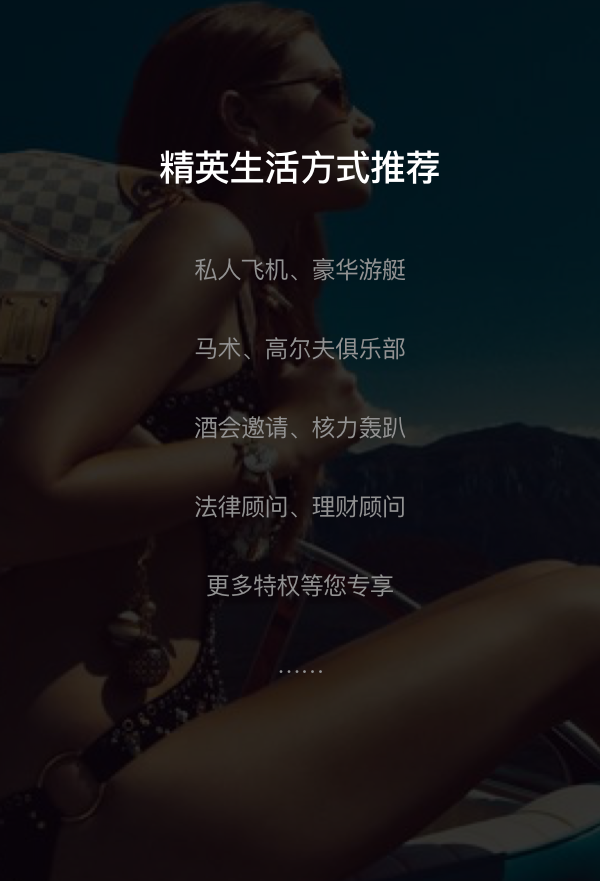 精英生活方式推荐
私人飞机、豪华游艇
马术、高尔夫俱乐部
酒会邀请、核力轰趴
法律顾问、理财顾问
更多特权等您专享
……